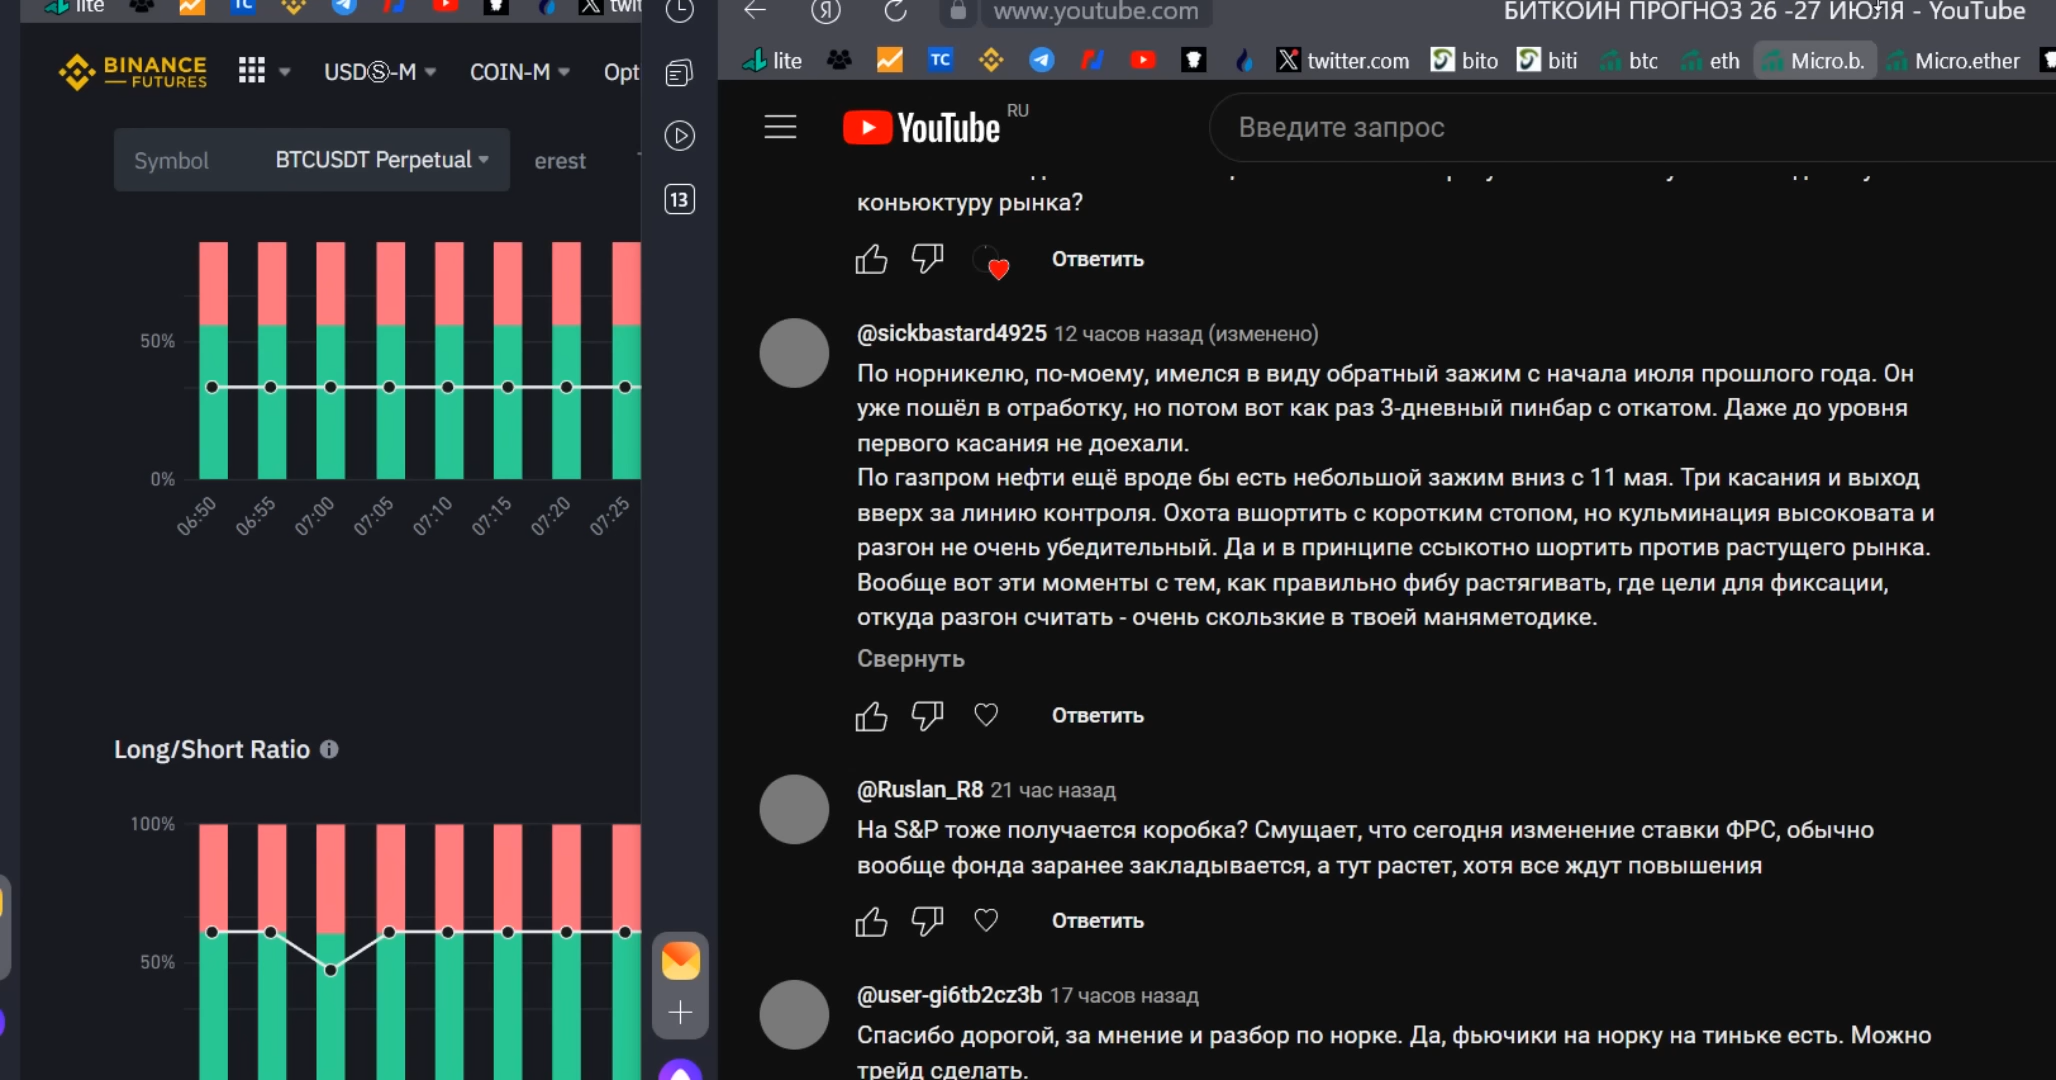 lite
TC
twit
BINANCE
FUTURES
USDⓈ-M
COIN-M
Opt
Symbol
BTCUSDT Perpetual
erest
50%
0%
06:50
06:55
07:00
07:05
07:10
07:15
07:20
07:25
Long/Short Ratio
100%
50%
13
Я
www.youtube.com
БИТКОИН ПРОГНОЗ 26 -27 ИЮЛЯ - YouTube
lite
TC
twitter.com
bito
biti
btc
eth
Micro.b.
Micro.ether
YouTube
RU
Введите запрос
коньюктуру рынка?
Ответить
@sickbastard4925 12 часов назад (изменено)
По норникелю, по-моему, имелся в виду обратный зажим с начала июля прошлого года. Он
уже пошёл в отработку, но потом вот как раз 3-дневный пинбар с откатом. Даже до уровня
первого касания не доехали.
По газпром нефти ещё вроде бы есть небольшой зажим вниз с 11 мая. Три касания и выход
вверх за линию контроля. Охота вшортить с коротким стопом, но кульминация высоковата и
разгон не очень убедительный. Да и в принципе ссыкотно шортить против растущего рынка.
Вообще вот эти моменты с тем, как правильно фибу растягивать, где цели для фиксации,
откуда разгон считать - очень скользкие в твоей маняметодике.
Свернуть
Ответить
@Ruslan_R8 21 час назад
На S&P тоже получается коробка? Смущает, что сегодня изменение ставки ФРС, обычно
вообще фонда заранее закладывается, а тут растет, хотя все ждут повышения
Ответить
@user-gi6tb2cz3b 17 часов назад
Спасибо дорогой, за мнение и разбор по норке. Да, фьючики на норку на тиньке есть. Можно
трейд сделать.